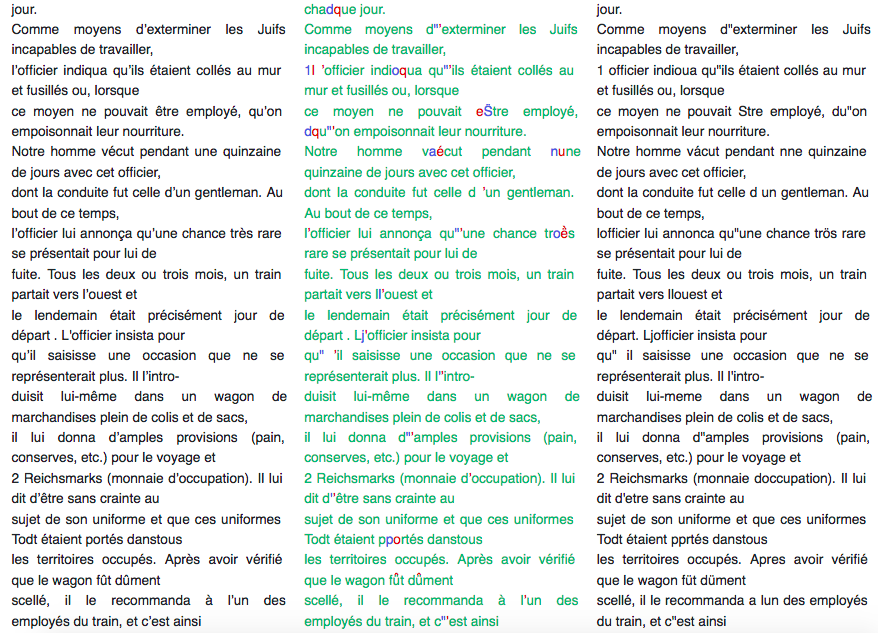 jour.
Comme moyens d'exterminer les Juifs
incapables de travailler,
l'officier indiqua qu'ils étaient collés au mur
et fusillés ou, lorsque
ce moyen ne pouvait être employé, qu'on
empoisonnait leur nourriture.
Notre homme vécut pendant une quinzaine
de jours avec cet officier,
dont la conduite fut celle d'un gentleman. Au
bout de ce temps,
l'officier lui annonça qu'une chance très rare
se présentait pour lui de
fuite. Tous les deux ou trois mois, un train
partait vers l'ouest et
le lendemain était précisément jour de
départ . L'officier insista pour
qu'il saisisse une occasion que ne se
représenterait plus. Il l'intro-
duisit lui-même dans un wagon de
marchandises plein de colis et de sacs,
il lui donna d'amples provisions (pain,
conserves, etc.) pour le voyage et
2 Reichsmarks (monnaie d'occupation). Il lui
dit d'être sans crainte au
sujet de son uniforme et que ces uniformes
Todt étaient portés danstous
les territoires occupés. Après avoir vérifié
que le wagon fût dûment
scellé, il le recommanda à l'un des
employés du train, et c'est ainsi
chadque jour.
Comme moyens d"'exterminer les Juifs
incapables de travailler,
1l 'officier indioqua qu"'ils étaient collés au
mur et fusillés ou, lorsque
ce moyen ne pouvait eŠtre employé,
dqu"'on empoisonnait leur nourriture.
Notre homme vaécut pendant nune
quinzaine de jours avec cet officier,
dont la conduite fut celle d 'un gentleman.
Au bout de ce temps,
l'officier lui annonça qu"'une chance troès
rare se présentait pour lui de
fuite. Tous les deux ou trois mois, un train
partait vers ll'ouest et
le lendemain était précisément jour de
départ . Lj'officier insista pour
qu" 'il saisisse une occasion que ne se
représenterait plus. Il l"intro-
duisit lui-même dans un wagon de
marchandises plein de colis et de sacs,
il lui donna d"'amples provisions (pain,
conserves, etc.) pour le voyage et
2 Reichsmarks (monnaie d'occupation). Il lui
dit d"être sans crainte au
sujet de son uniforme et que ces uniformes
Todt étaient pportés danstous
les territoires occupés. Après avoir vérifié
que le wagon fût dûment
scellé, il le recommanda à l'un des
employés du train, et c"'est ainsi
jour.
Comme moyens d"exterminer les Juifs
incapables de travailler,
1 officier indioua qu"ils étaient collés au mur
et fusillés ou, lorsque
ce moyen ne pouvait Stre employé, du"on
empoisonnait leur nourriture.
Notre homme vácut pendant nne quinzaine
de jours avec cet officier,
dont la conduite fut celle d un gentleman. Au
bout de ce temps,
lofficier lui annonca qu"une chance trös rare
se présentait pour lui de
fuite. Tous les deux ou trois mois, un train
partait vers llouest et
le lendemain était précisément jour de
départ. Ljofficier insista pour
qu" il saisisse une occasion que ne se
représenterait plus. Il l'intro-
duisit lui-meme dans un wagon de
marchandises plein de colis et de sacs,
il lui donna d"amples provisions (pain,
conserves, etc.) pour le voyage et
2 Reichsmarks (monnaie doccupation). Il lui
dit d'etre sans crainte au
sujet de son uniforme et que ces uniformes
Todt étaient pprtés danstous
les territoires occupés. Apres avoir vérifié
que le wagon füt düment
scellé, il le recommanda a lun des employés
du train, et c"est ainsi